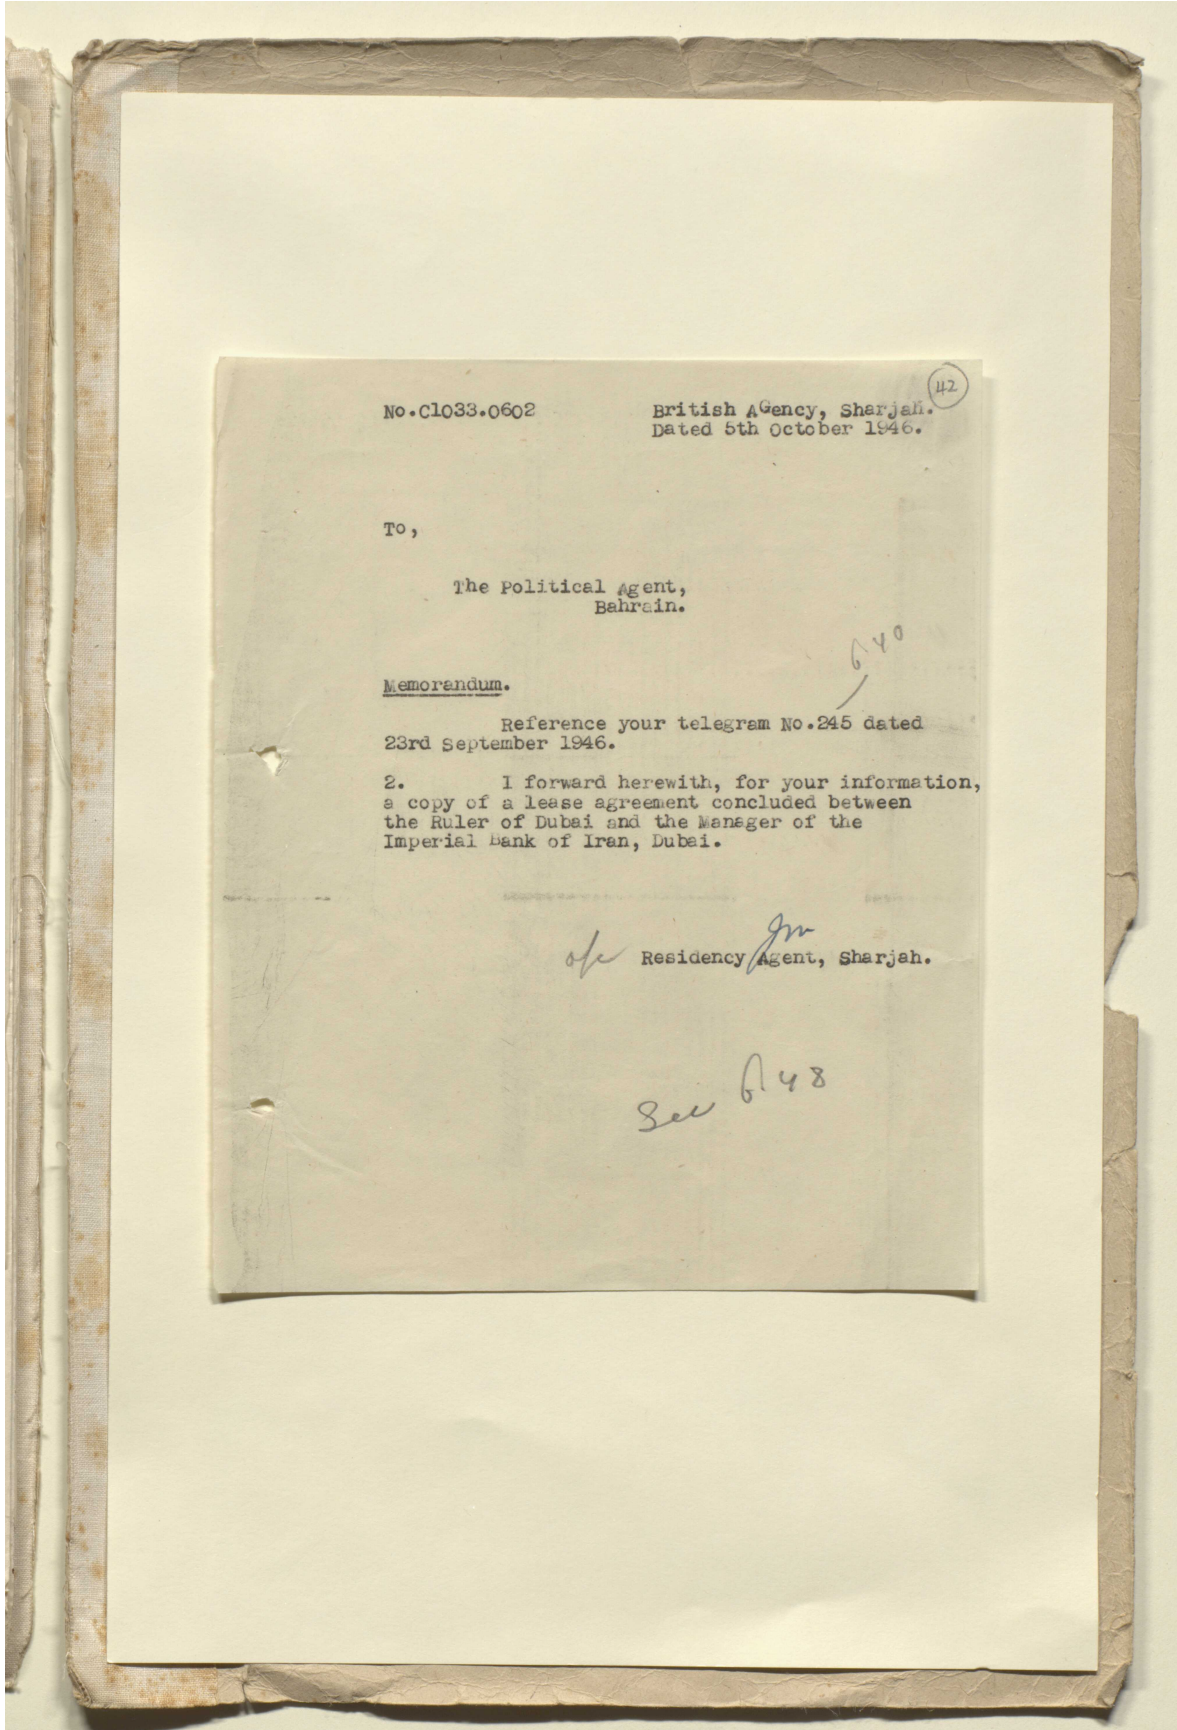 42
No.C1033.0602
British AGency, Sharjah.
Dated 5th October 1946.
To,
The Political Agent,
Bahrain.
40
Memorandum.
Reference your telegram No.245 dated
23rd September 1946.
2. I forward herewith, for your information,
a copy of a lease agreement concluded between
the Ruler of Dubai and the Manager of the
Imperial Bank of Iran, Dubai.
Residency Agent, Sharjah.
See 48